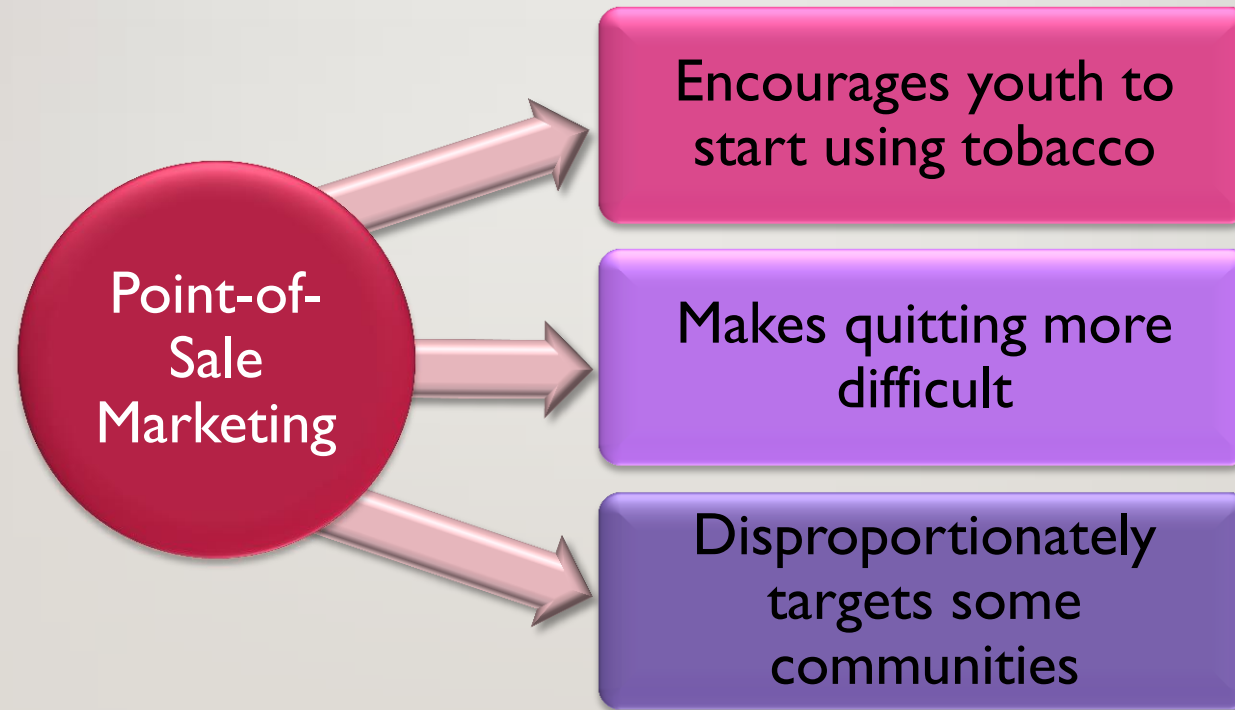 Point-of-
Sale
Marketing
Encourages youth to
start using tobacco
Makes quitting more
difficult
Disproportionately
targets some
communities